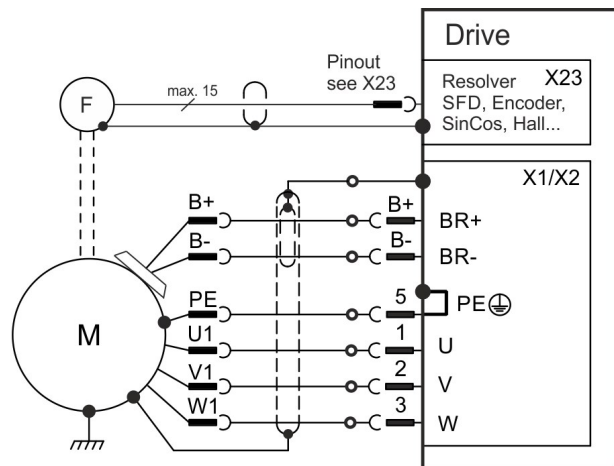 Drive
Pinout
see X23
max. 15
F
Resolver X23
SFD, Encoder,
SinCos, Hall...
X1/X2
B+ B+ BR+
B- B- BR-
PE 5 PE
M
U1 1 U
V1 2 V
W1 3 W